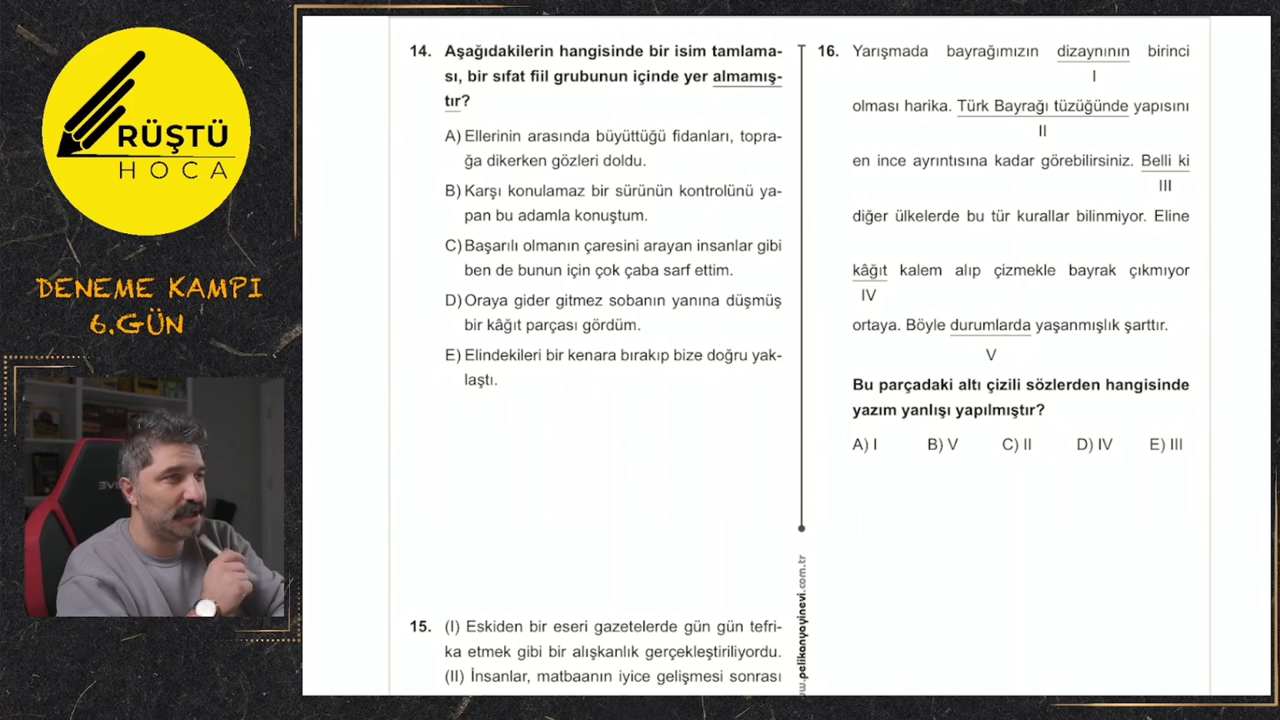 RÜŞTÜ
HOCA
DENEME KAMPI
6.GÜN
14. Aşağıdakilerin hangisinde bir isim tamlama-
sı, bir sıfat fiil grubunun içinde yer almamış-
tır?
A) Ellerinin arasında büyüttüğü fidanları, topra-
ğa dikerken gözleri doldu.
B) Karşı konulamaz bir sürünün kontrolünü ya-
pan bu adamla konuştum.
C) Başarılı olmanın çaresini arayan insanlar gibi
ben de bunun için çok çaba sarf ettim.
D) Oraya gider gitmez sobanın yanına düşmüş
bir kâğıt parçası gördüm.
E) Elindekileri bir kenara bırakıp bize doğru yak-
laştı.
15. (I) Eskiden bir eseri gazetelerde gün gün tefri-
ka etmek gibi bir alışkanlık gerçekleştiriliyordu.
(II) İnsanlar, matbaanın iyice gelişmesi sonrası
w.pelikanyayinevi.com.tr
16. Yarışmada bayrağımızın dizaynının birinci
I
olması harika. Türk Bayrağı tüzüğünde yapısını
II
en ince ayrıntısına kadar görebilirsiniz. Belli ki
III
diğer ülkelerde bu tür kurallar bilinmiyor. Eline
kâğıt kalem alıp çizmekle bayrak çıkmıyor
IV
ortaya. Böyle durumlarda yaşanmışlık şarttır.
V
Bu parçadaki altı çizili sözlerden hangisinde
yazım yanlışı yapılmıştır?
A) I B) V C) II D) IV E) III